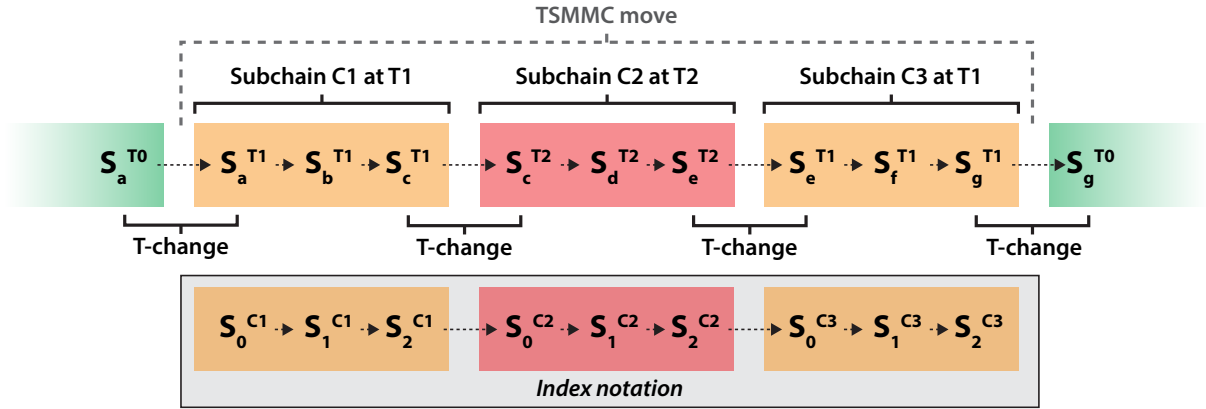 TSMMC move
Subchain C1 at T1 Subchain C2 at T2 Subchain C3 at T1
S_a^T0 S_a^T1 S_b^T1 S_c^T1 S_c^T2 S_d^T2 S_e^T2 S_e^T1 S_f^T1 S_g^T1 S_g^T0
T-change T-change T-change T-change
S_0^C1 S_1^C1 S_2^C1 S_0^C2 S_1^C2 S_2^C2 S_0^C3 S_1^C3 S_2^C3
Index notation